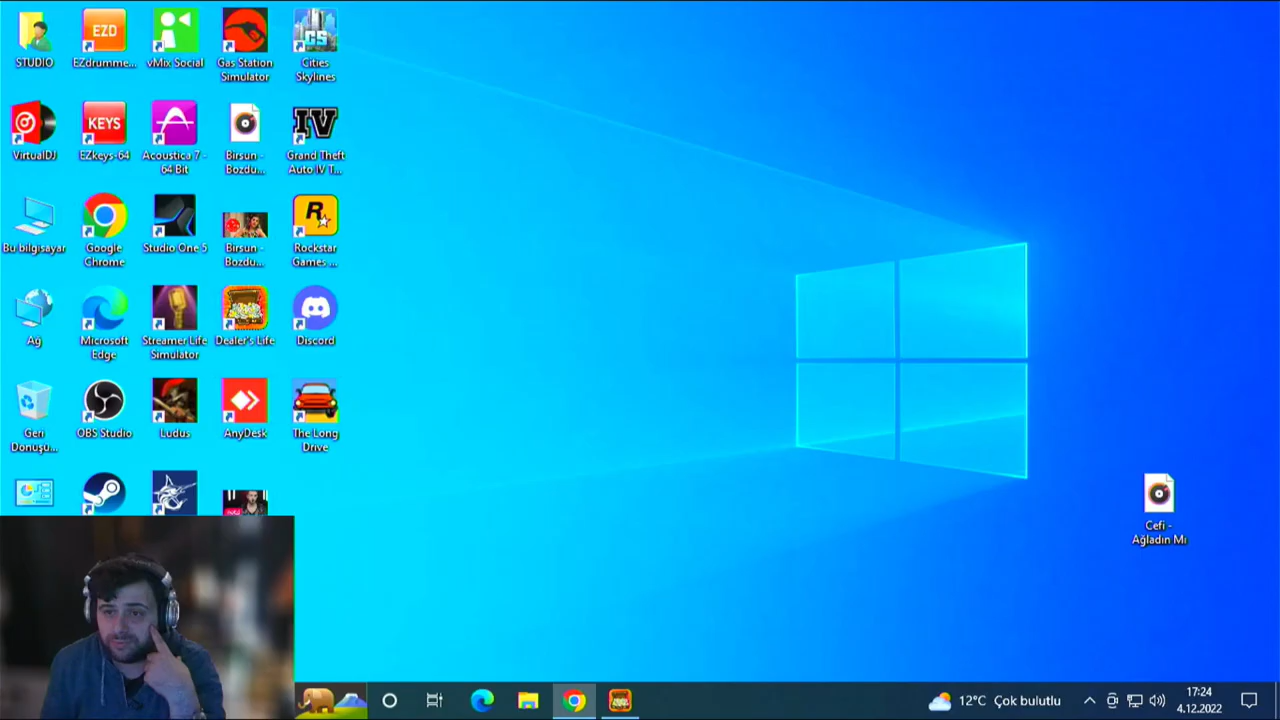 STUDIO
EZD
EZdrumme...
vMix Social
Gas Station
Simulator
CS
Cities
Skylines
VirtualDJ
KEYS
EZkeys-64
Acoustica 7 -
64 Bit
Birsun -
Bozdu...
IV
Grand Theft
Auto IV T...
Bu bilgisayar
Google
Chrome
Studio One 5
Birsun -
Bozdu...
R
Rockstar
Games ...
Ağ
Microsoft
Edge
Streamer Life
Simulator
Dealer's Life
Discord
Geri
Dönüşü...
OBS Studio
Ludus
AnyDesk
The Long
Drive
Cefi -
Ağladın Mı
12°C Çok bulutlu
17:24
4.12.2022